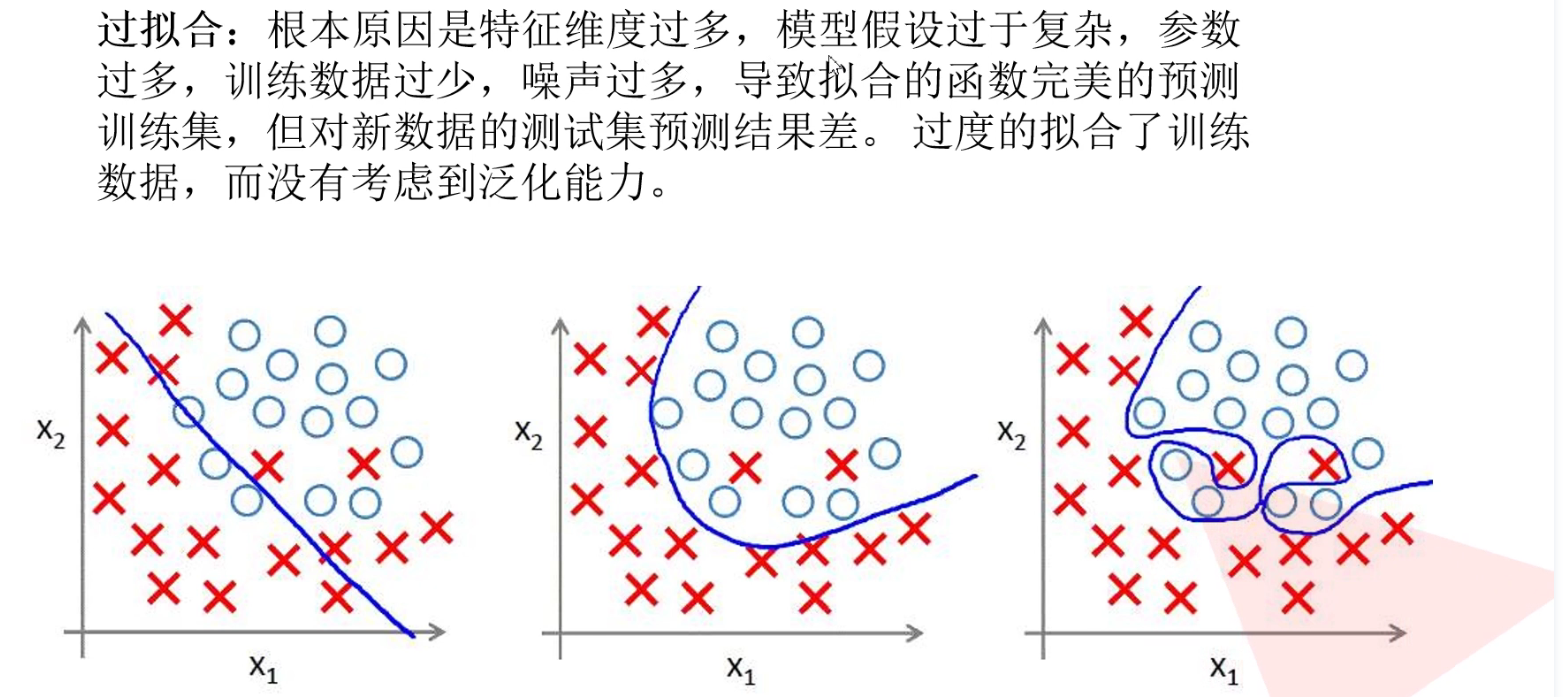 过拟合：根本原因是特征维度过多，模型假设过于复杂，参数
过多，训练数据过少，噪声过多，导致拟合的函数完美的预测
训练集，但对新数据的测试集预测结果差。 过度的拟合了训练
数据，而没有考虑到泛化能力。
X₂
X₁
X₂
X₁
X₂
X₁